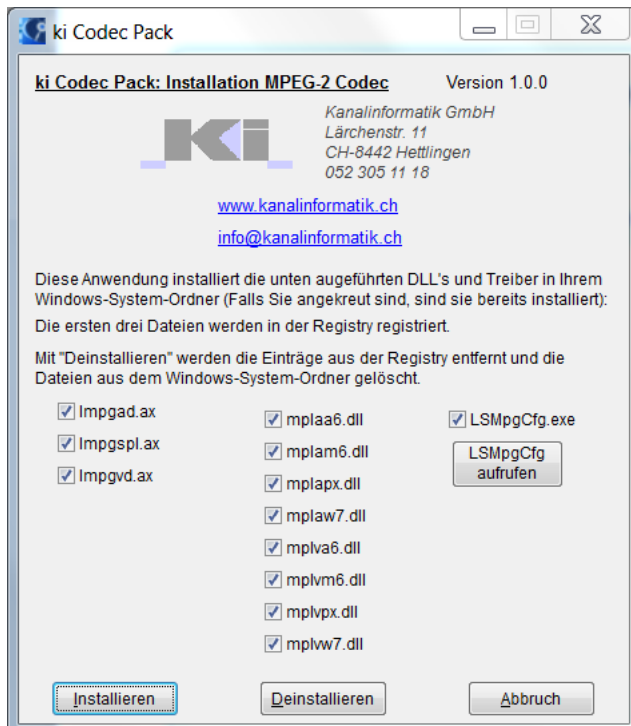 ki Codec Pack
ki Codec Pack: Installation MPEG-2 Codec Version 1.0.0
Ki
Kanalinformatik GmbH
Lärchenstr. 11
CH-8442 Hettlingen
052 305 11 18
www.kanalinformatik.ch
info@kanalinformatik.ch
Diese Anwendung installiert die unten augeführten DLL's und Treiber in Ihrem
Windows-System-Ordner (Falls Sie angekreut sind, sind sie bereits installiert):
Die ersten drei Dateien werden in der Registry registriert.
Mit "Deinstallieren" werden die Einträge aus der Registry entfernt und die
Dateien aus dem Windows-System-Ordner gelöscht.
lmpgad.ax
lmpgspl.ax
lmpgvd.ax
mplaa6.dll
mplam6.dll
mplapx.dll
mplaw7.dll
mplva6.dll
mplvm6.dll
mplvpx.dll
mplvw7.dll
LSMpgCfg.exe
LSMpgCfg
aufrufen
Installieren
Deinstallieren
Abbruch